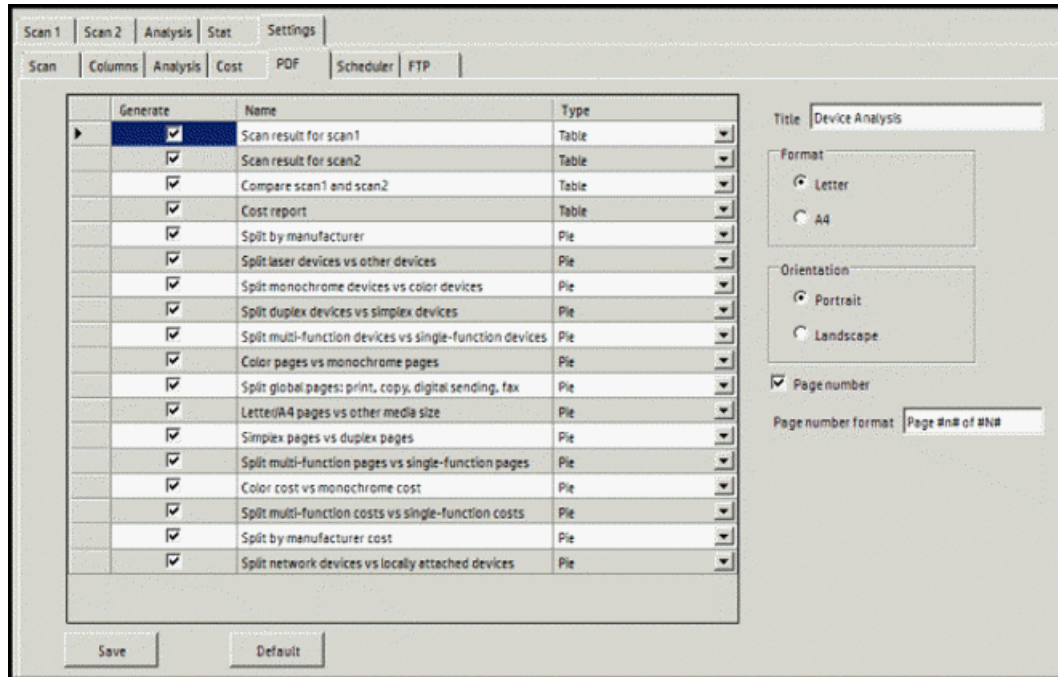 Scan 1 Scan 2 Analysis Stat Settings
Scan Columns Analysis Cost PDF Scheduler FTP
Generate Name Type
Scan result for scan1 Table
Scan result for scan2 Table
Compare scan1 and scan2 Table
Cost report Table
Split by manufacturer Pie
Split laser devices vs other devices Pie
Split monochrome devices vs color devices Pie
Split duplex devices vs simplex devices Pie
Split multi-function devices vs single-function devices Pie
Color pages vs monochrome pages Pie
Split global pages: print, copy, digital sending, fax Pie
Letter/A4 pages vs other media size Pie
Simplex pages vs duplex pages Pie
Split multi-function pages vs single-function pages Pie
Color cost vs monochrome cost Pie
Split multi-function costs vs single-function costs Pie
Split by manufacturer cost Pie
Split network devices vs locally attached devices Pie
Title Device Analysis
Format
Letter
A4
Orientation
Portrait
Landscape
Page number
Page number format Page #n# of #N#
Save Default